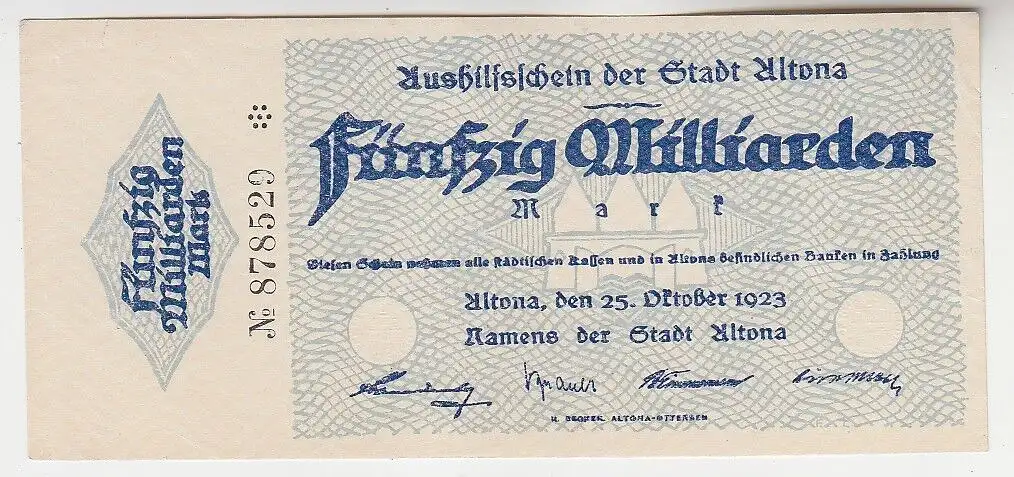 Fünfzig
Milliarden
Mark
№ 878529
Aushilfsschein der Stadt Altona
Fünfzig Milliarden
Mark
Diesen Schein nehmen alle städtischen Kassen und in Altona befindlichen Banken in Zahlung
Altona, den 25. Oktober 1923
Namens der Stadt Altona
ALTONA-OTTENSEN